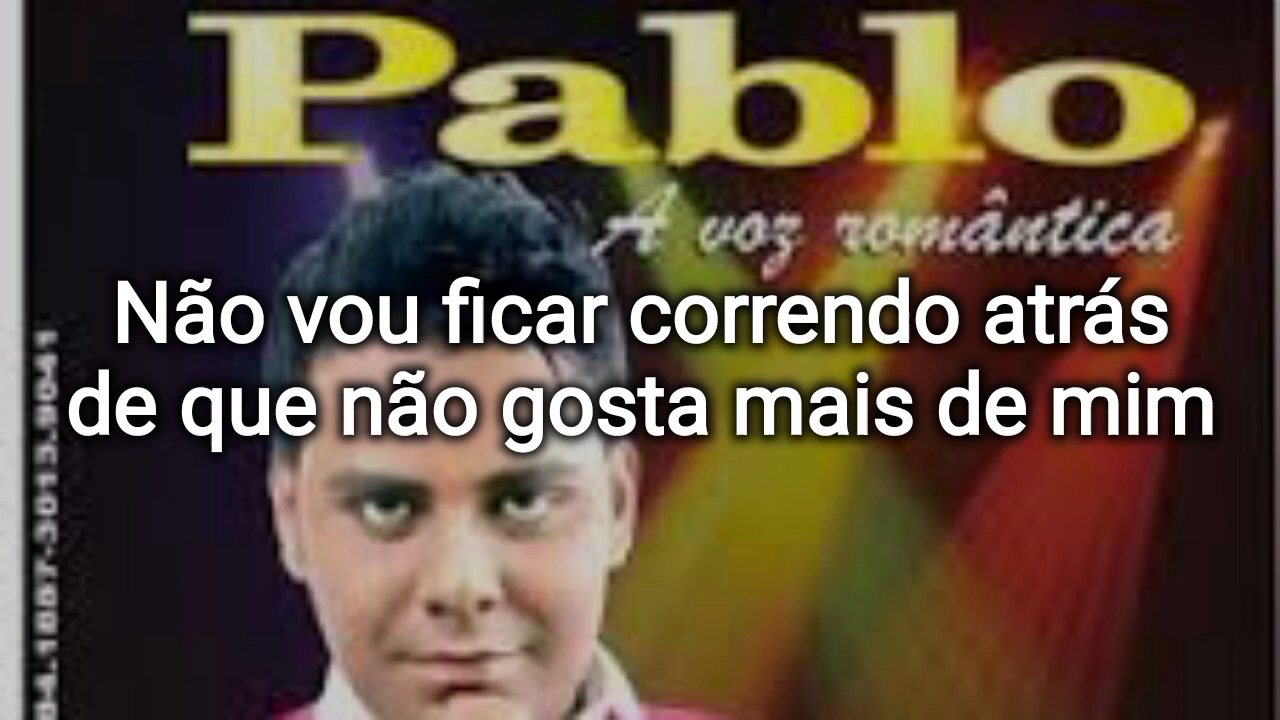 Pablo
A voz romântica
Não vou ficar correndo atrás
de que não gosta mais de mim